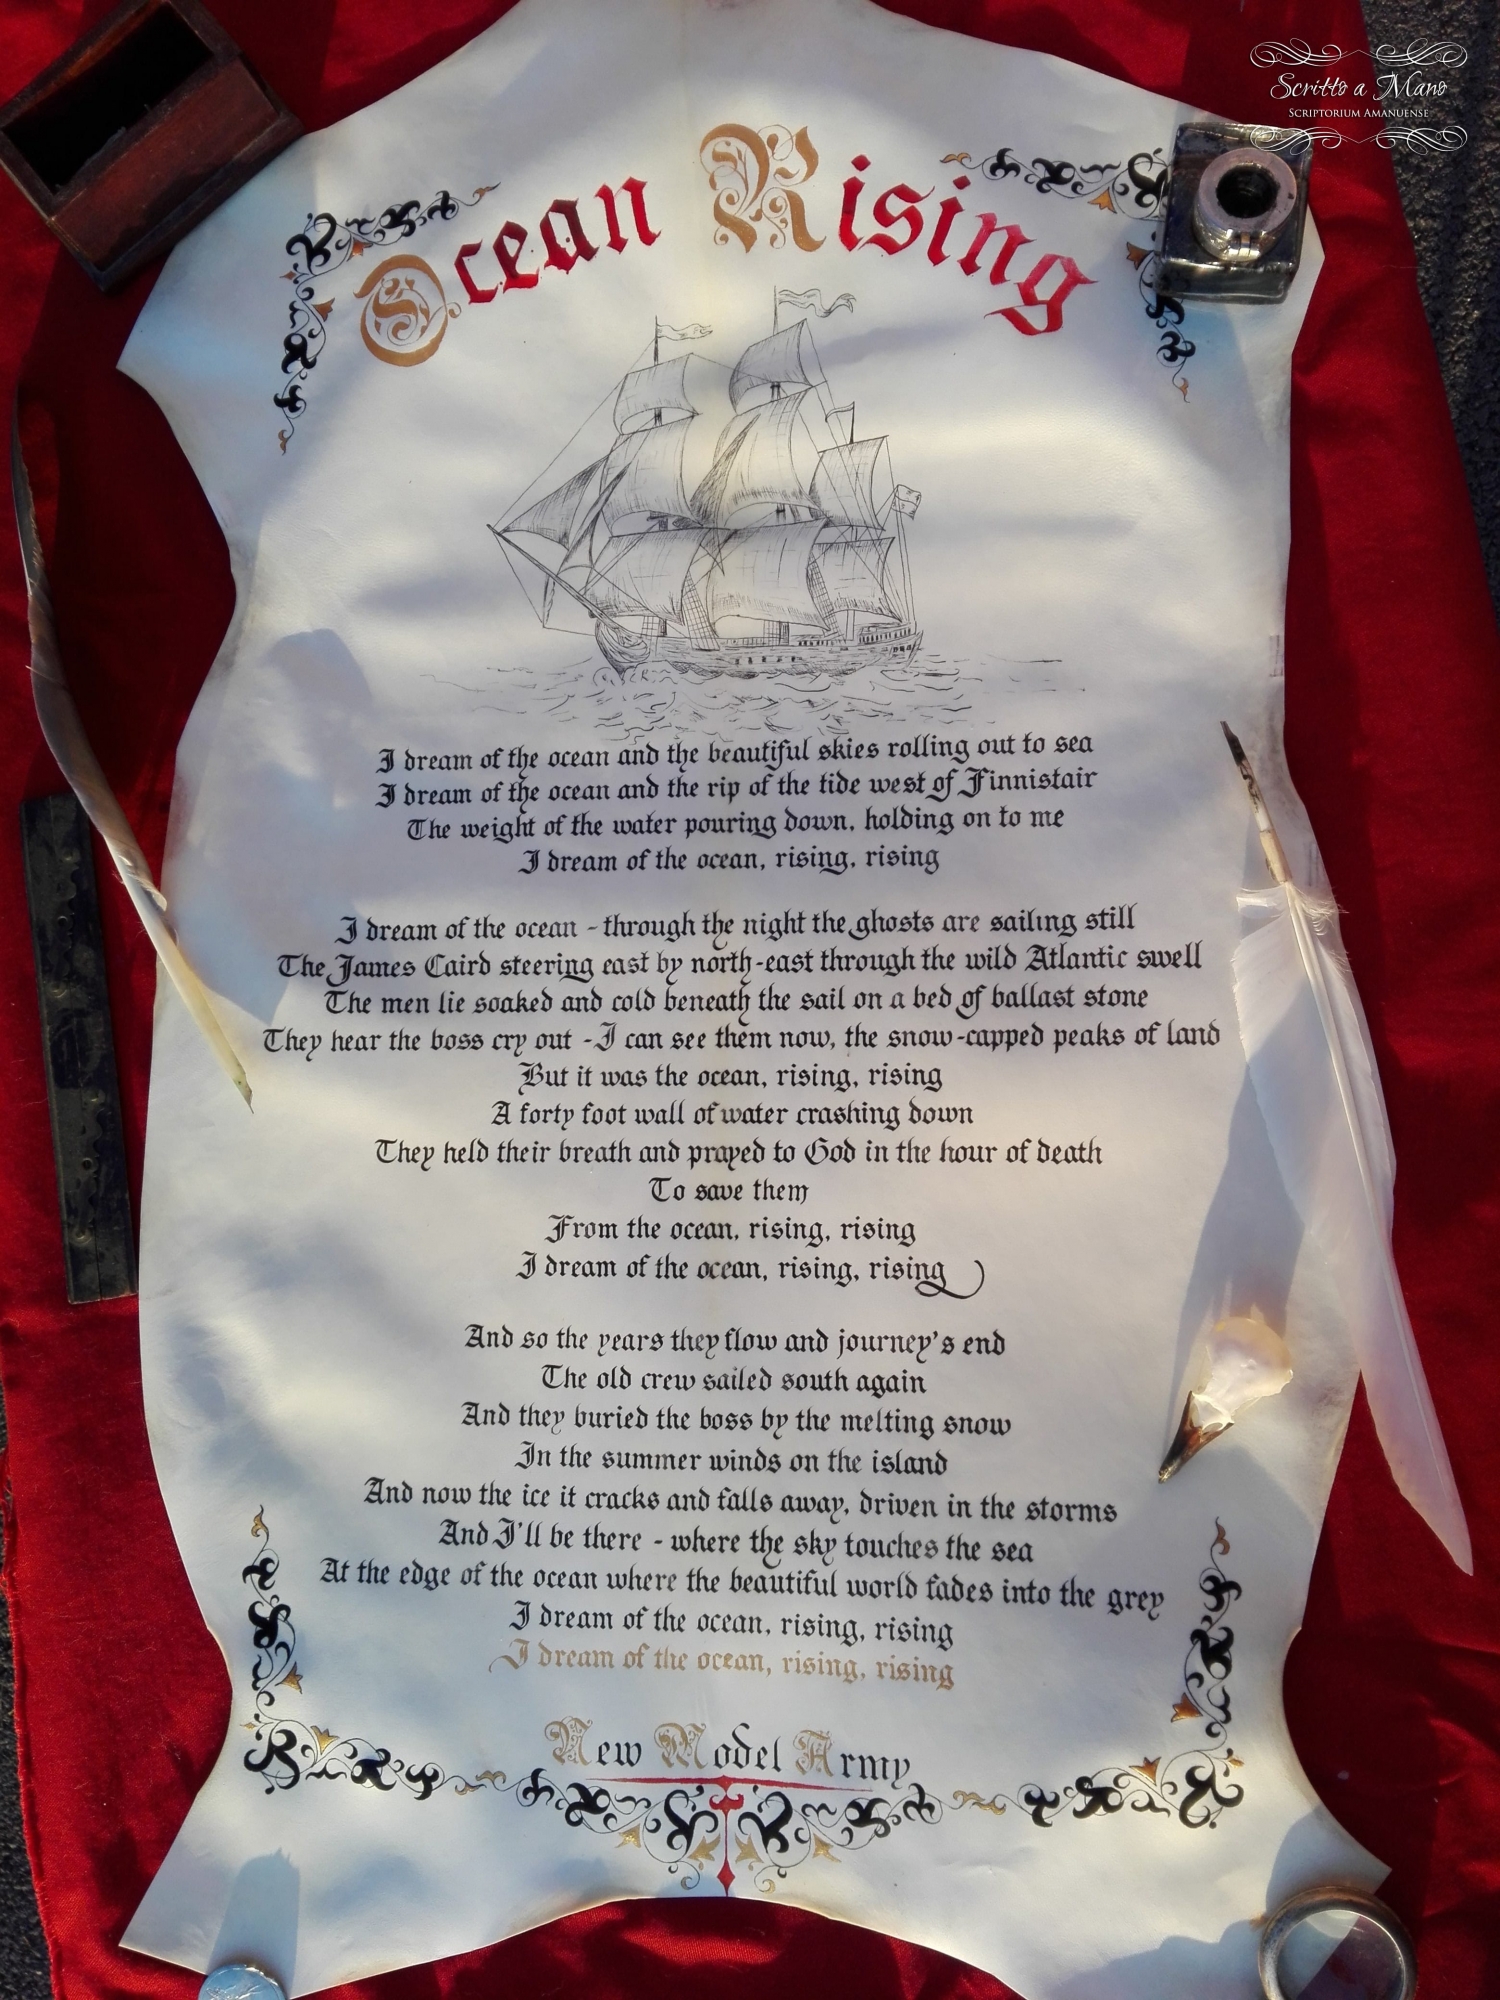 Scritto a Mano
SCRIPTORIUM AMANUENSE
Ocean Rising
I dream of the ocean and the beautiful skies rolling out to sea
I dream of the ocean and the rip of the tide west of Finnistair
The weight of the water pouring down, holding on to me
I dream of the ocean, rising, rising
I dream of the ocean - through the night the ghosts are sailing still
The James Caird steering east by north-east through the wild Atlantic swell
The men lie soaked and cold beneath the sail on a bed of ballast stone
They hear the boss cry out - I can see them now, the snow-capped peaks of land
But it was the ocean, rising, rising
A forty foot wall of water crashing down
They held their breath and prayed to God in the hour of death
To save them
From the ocean, rising, rising
I dream of the ocean, rising, rising
And so the years they flow and journey's end
The old crew sailed south again
And they buried the boss by the melting snow
In the summer winds on the island
And now the ice it cracks and falls away, driven in the storms
And I'll be there - where the sky touches the sea
At the edge of the ocean where the beautiful world fades into the grey
I dream of the ocean, rising, rising
I dream of the ocean, rising, rising
New Model Army